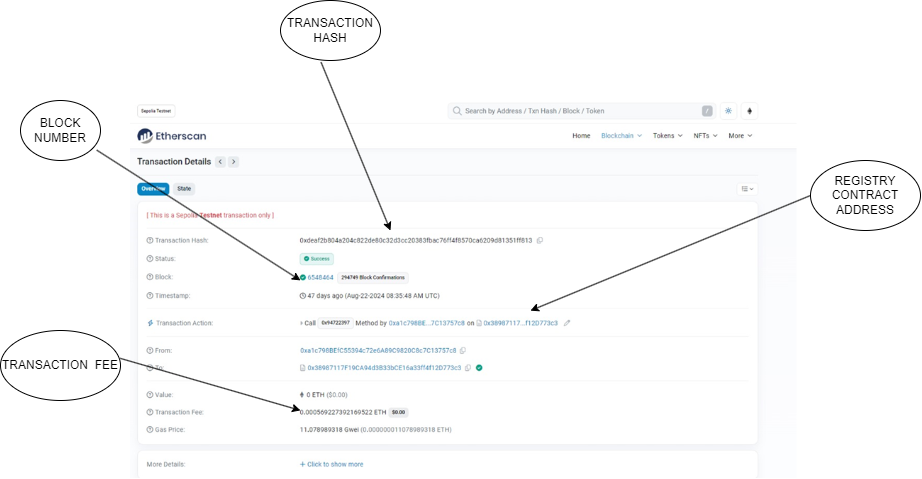 TRANSACTION
HASH
BLOCK
NUMBER
REGISTRY
CONTRACT
ADDRESS
TRANSACTION FEE
Sepolia Testnet
Search by Address / Txn Hash / Block / Token
/
Etherscan
Home Blockchain Tokens NFTs More
Transaction Details
Overview State
[ This is a Sepolia Testnet transaction only ]
Transaction Hash: 0xdeaf2b804a204c822de80c32d3cc20383fbac76ff4f8570ca6209d81351ff813
Status: Success
Block: 6548464 294749 Block Confirmations
Timestamp: 47 days ago (Aug-22-2024 08:35:48 AM UTC)
Transaction Action: Call 0x94722397 Method by 0xa1c798BE...7C13757c8 on 0x38987117...f12D773c3
From: 0xa1c798BEfC55394c72e6A89C9820C8c7C13757c8
To: 0x38987117F19CA94d3B33bCE16a33ff4f12D773c3
Value: 0 ETH ($0.00)
Transaction Fee: 0.000569227392169522 ETH $0.00
Gas Price: 11.078989318 Gwei (0.000000011078989318 ETH)
More Details: + Click to show more